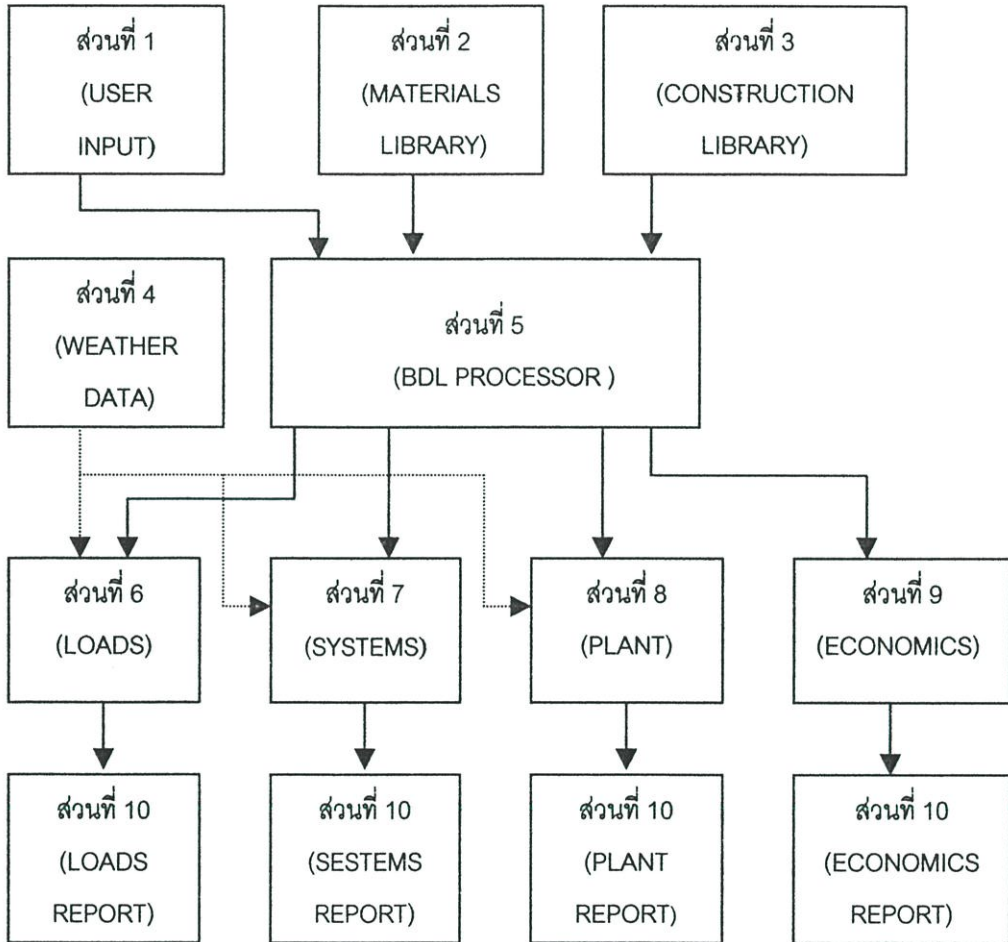 ส่วนที่ 1
(USER
INPUT)
ส่วนที่ 2
(MATERIALS
LIBRARY)
ส่วนที่ 3
(CONSTRUCTION
LIBRARY)
ส่วนที่ 4
(WEATHER
DATA)
ส่วนที่ 5
(BDL PROCESSOR )
ส่วนที่ 6
(LOADS)
ส่วนที่ 7
(SYSTEMS)
ส่วนที่ 8
(PLANT)
ส่วนที่ 9
(ECONOMICS)
ส่วนที่ 10
(LOADS
REPORT)
ส่วนที่ 10
(SESTEMS
REPORT)
ส่วนที่ 10
(PLANT
REPORT)
ส่วนที่ 10
(ECONOMICS
REPORT)